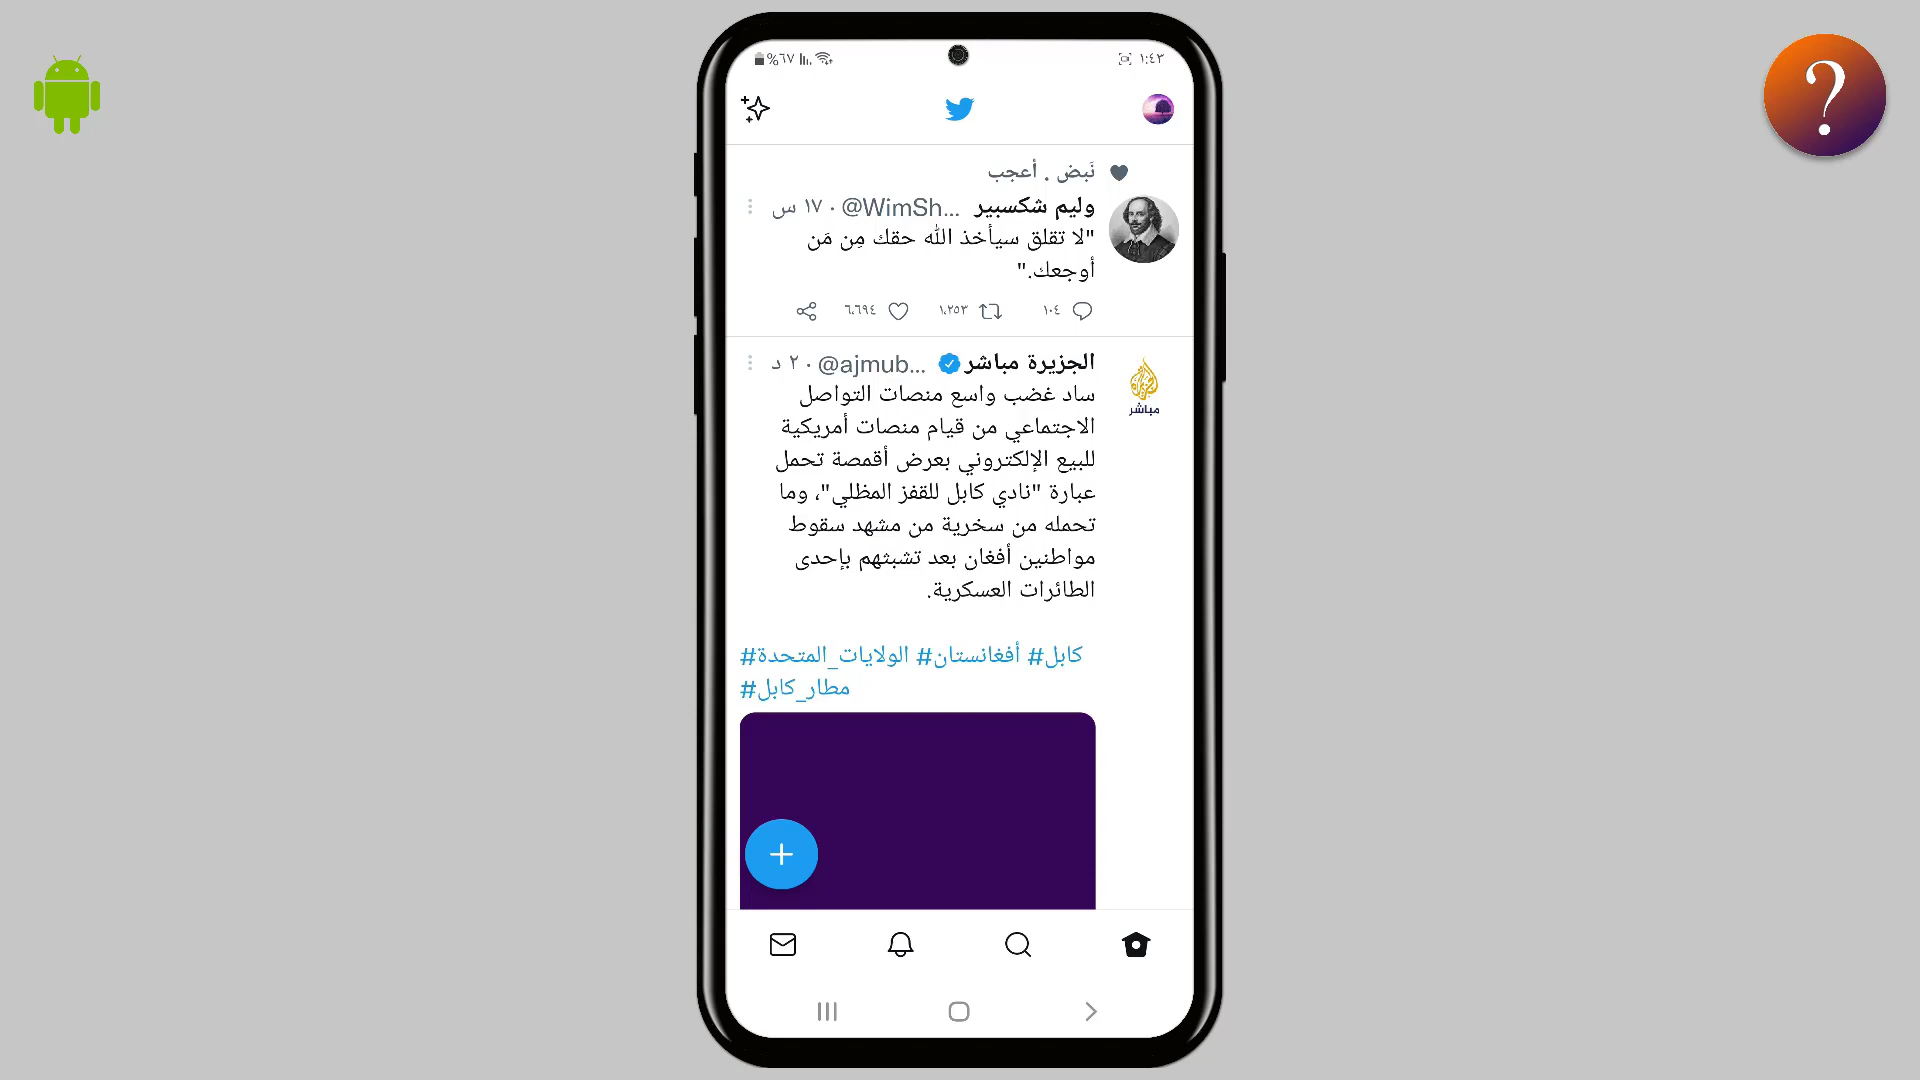 %٦٧
١:٤٣
?
نَبض . أعجب
وليم شكسبير @WimSh... · ١٧ س
"لا تقلق سيأخذ الله حقك مِن مَن
أوجعك."
١٠٤ ١،٢٥٣ ٦،٦٩٤
الجزيرة مباشر @ajmub... · ٢ د
مباشر
ساد غضب واسع منصات التواصل
الاجتماعي من قيام منصات أمريكية
للبيع الإلكتروني بعرض أقمصة تحمل
عبارة "نادي كابل للقفز المظلي"، وما
تحمله من سخرية من مشهد سقوط
مواطنين أفغان بعد تشبثهم بإحدى
الطائرات العسكرية.
#كابل #أفغانستان #الولايات_المتحدة
#مطار_كابل